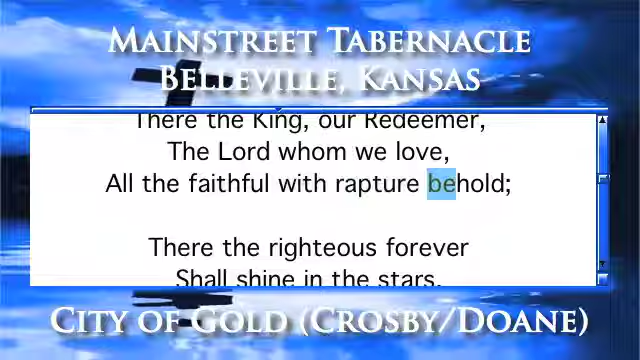 Mainstreet Tabernacle
Belleville, Kansas
There the King, our Redeemer,
The Lord whom we love,
All the faithful with rapture behold;
There the righteous forever
Shall shine in the stars,
City of Gold (Crosby/Doane)